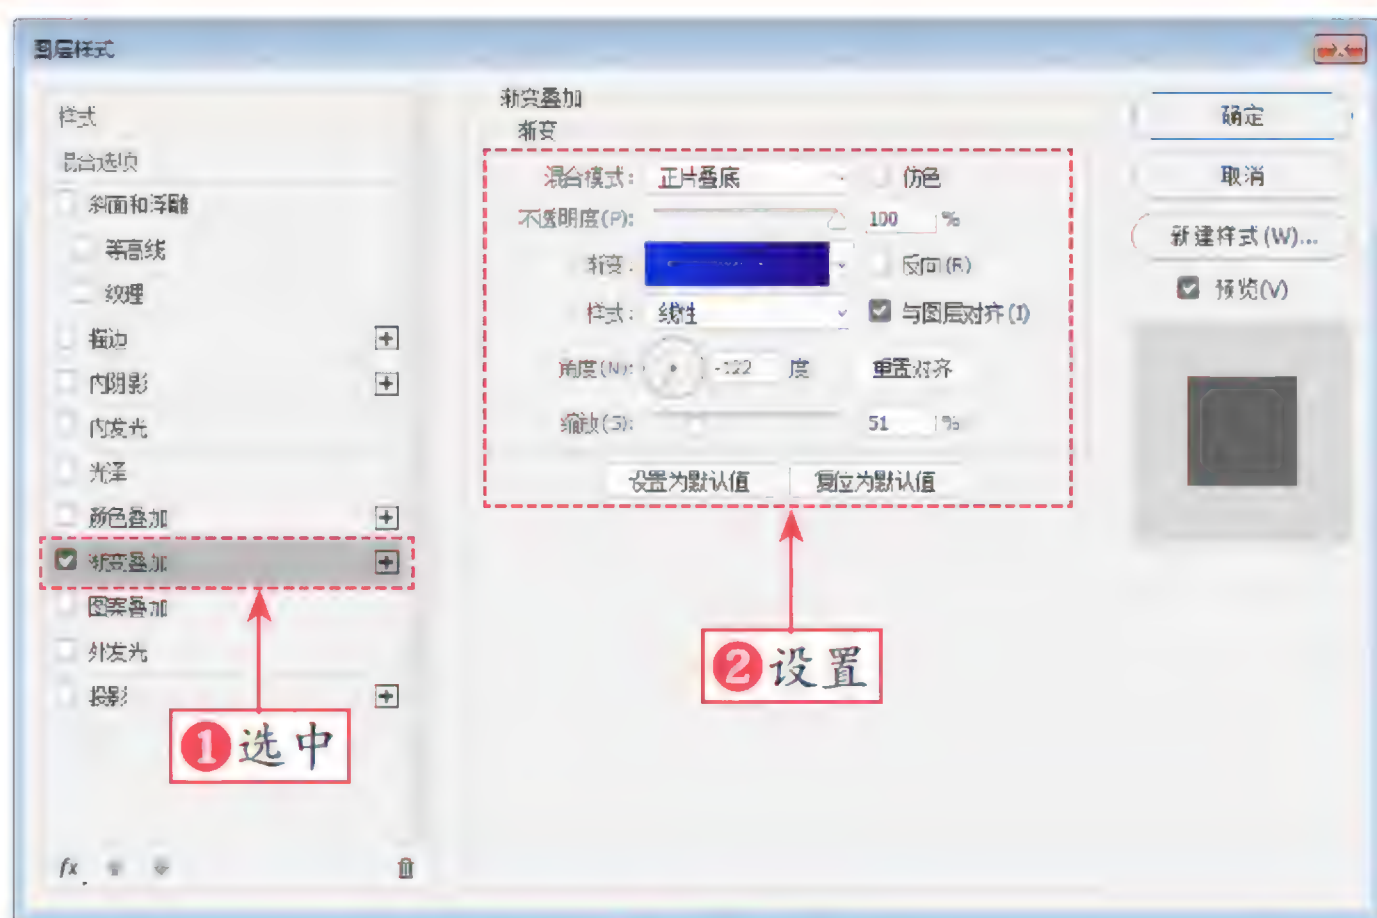 图层样式
样式
混合选项
斜面和浮雕
等高线
纹理
描边
内阴影
内发光
光泽
颜色叠加
渐变叠加
图案叠加
外发光
投影
fx
❶选中
渐变叠加
渐变
混合模式: 正片叠底 仿色
不透明度(P): 100 %
渐变: 反向(R)
样式: 线性 与图层对齐(I)
角度(N): -122 度 重置对齐
缩放(S): 51 %
设置为默认值 复位为默认值
❷设置
确定
取消
新建样式(W)...
预览(V)